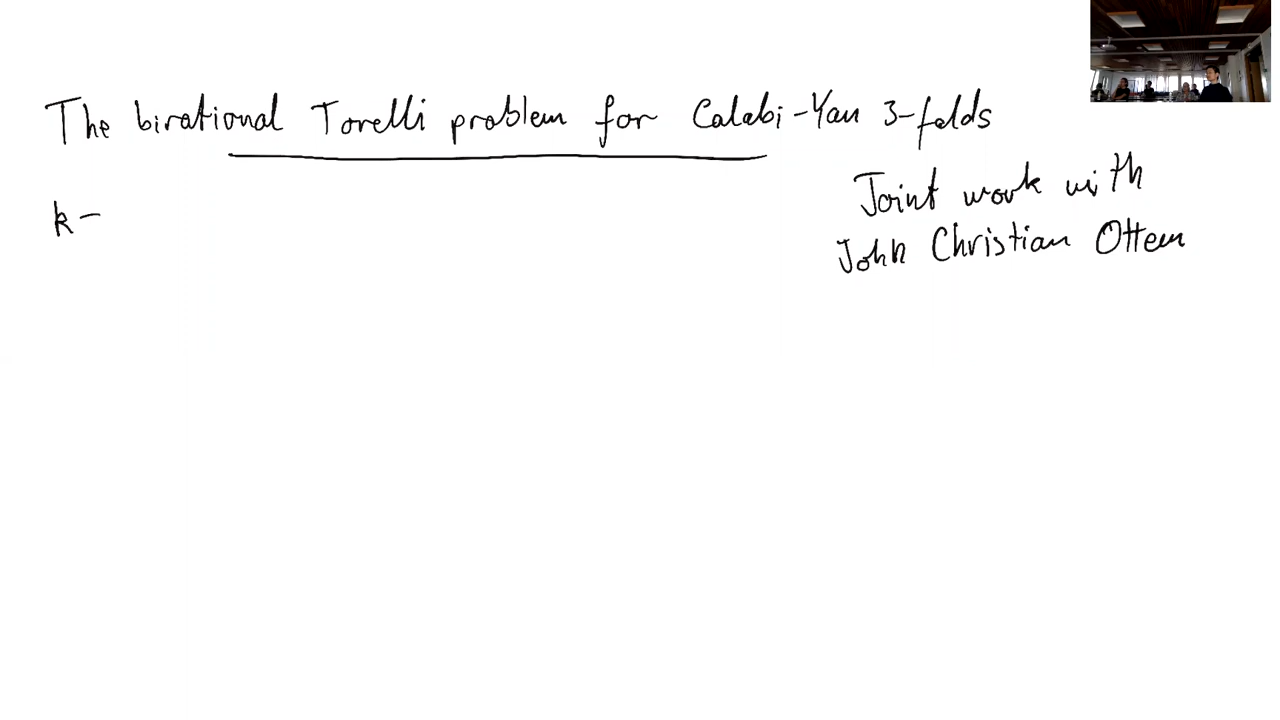 The birational Torelli problem for Calabi-Yau 3-folds
Joint work with
John Christian Ottem
k-